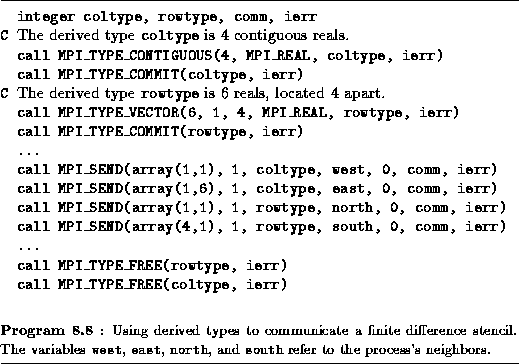 integer coltype, rowtype, comm, ierr
C The derived type coltype is 4 contiguous reals.
call MPI_TYPE_CONTIGUOUS(4, MPI_REAL, coltype, ierr)
call MPI_TYPE_COMMIT(coltype, ierr)
C The derived type rowtype is 6 reals, located 4 apart.
call MPI_TYPE_VECTOR(6, 1, 4, MPI_REAL, rowtype, ierr)
call MPI_TYPE_COMMIT(rowtype, ierr)
...
call MPI_SEND(array(1,1), 1, coltype, west, 0, comm, ierr)
call MPI_SEND(array(1,6), 1, coltype, east, 0, comm, ierr)
call MPI_SEND(array(1,1), 1, rowtype, north, 0, comm, ierr)
call MPI_SEND(array(4,1), 1, rowtype, south, 0, comm, ierr)
...
call MPI_TYPE_FREE(rowtype, ierr)
call MPI_TYPE_FREE(coltype, ierr)
Program 8.8 : Using derived types to communicate a finite difference stencil.
The variables west, east, north, and south refer to the process's neighbors.